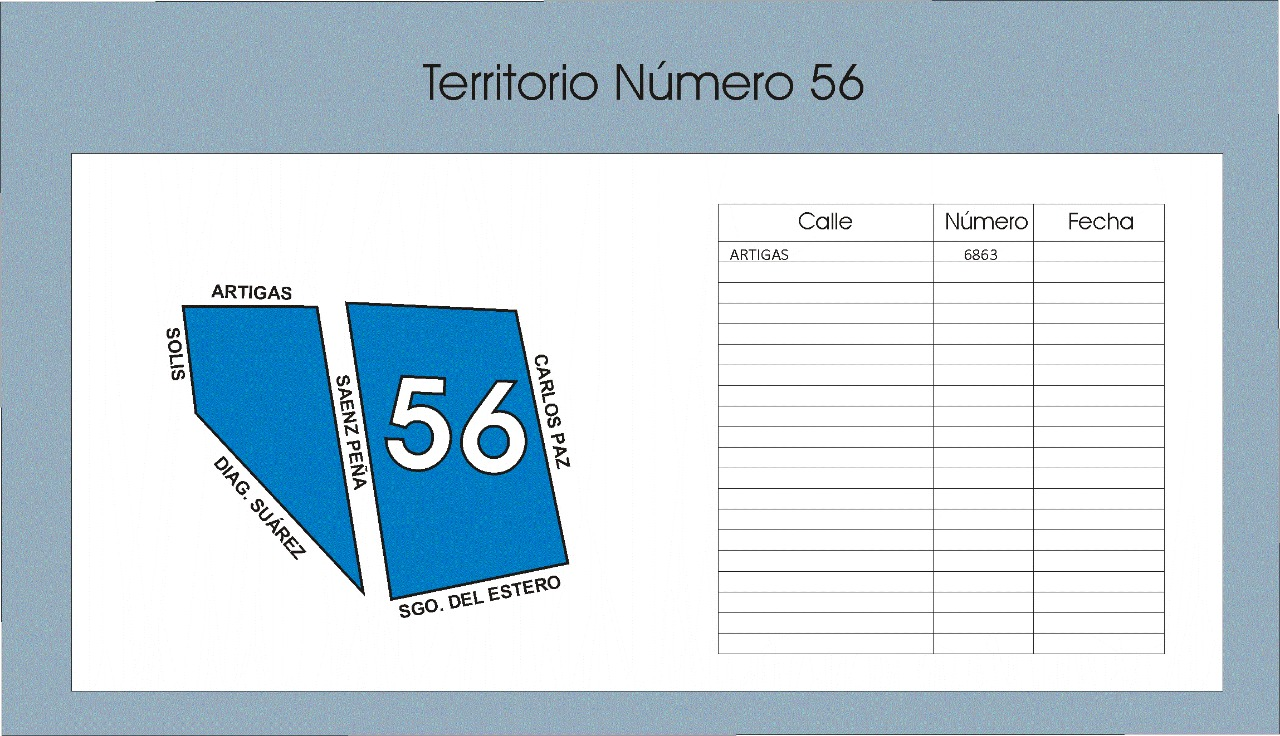 Territorio Número 56
ARTIGAS
SOLIS
SAENZ PEÑA
56
CARLOS PAZ
DIAG. SUÁREZ
SGO. DEL ESTERO
Calle Número Fecha
ARTIGAS 6863